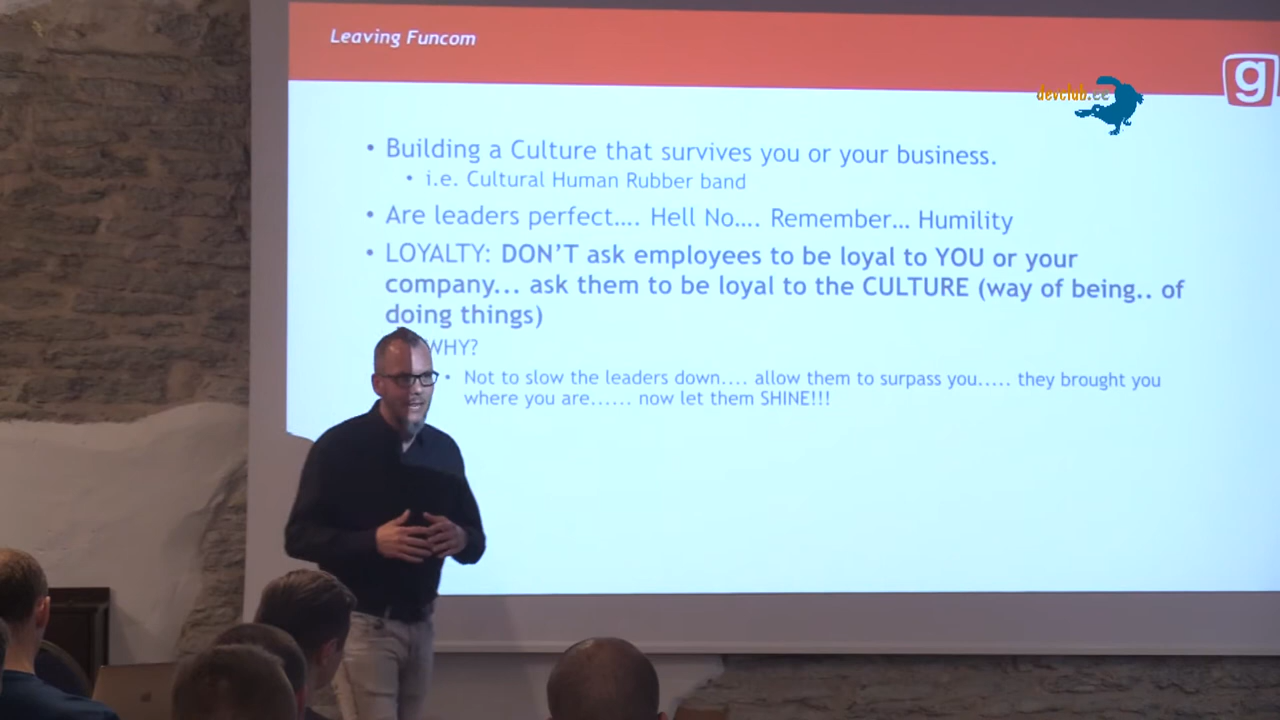 Leaving Funcom
g
devclub.ee
• Building a Culture that survives you or your business.
• i.e. Cultural Human Rubber band
• Are leaders perfect.... Hell No.... Remember... Humility
• LOYALTY: DON'T ask employees to be loyal to YOU or your
company... ask them to be loyal to the CULTURE (way of being.. of
doing things)
WHY?
• Not to slow the leaders down.... allow them to surpass you..... they brought you
where you are...... now let them SHINE!!!